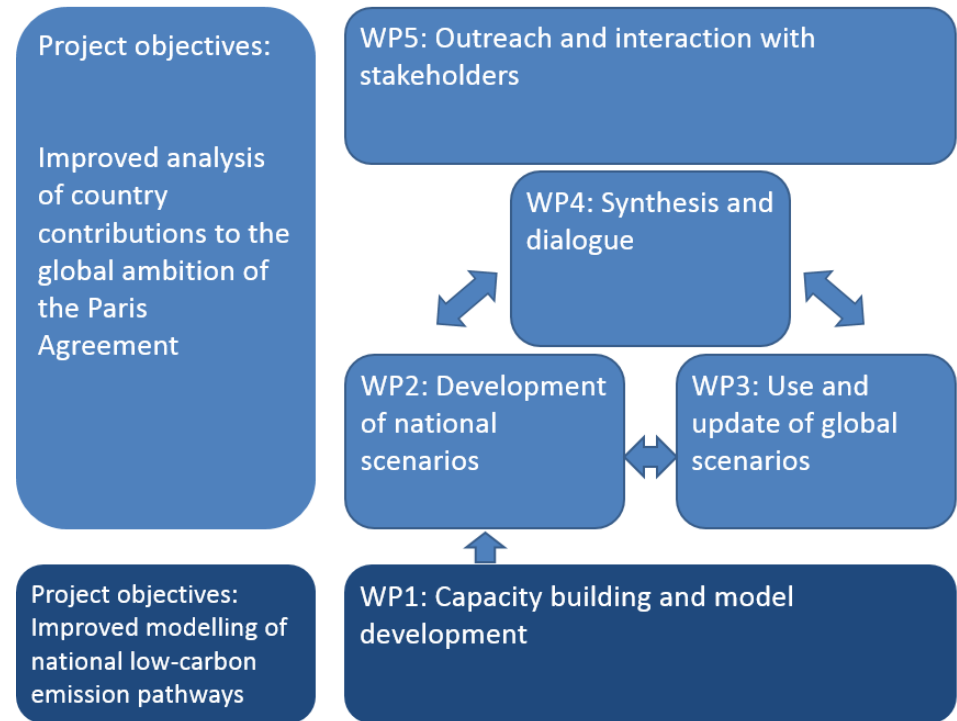 Project objectives:
Improved analysis
of country
contributions to the
global ambition of
the Paris
Agreement
WP5: Outreach and interaction with
stakeholders
WP4: Synthesis and
dialogue
WP2: Development
of national
scenarios
WP3: Use and
update of global
scenarios
Project objectives:
Improved modelling of
national low-carbon
emission pathways
WP1: Capacity building and model
development